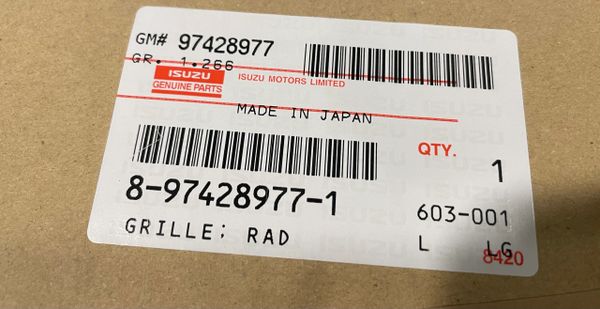 GM# 97428977
GR. 1.266
ISUZU
GENUINE PARTS
ISUZU MOTORS LIMITED
MADE IN JAPAN
QTY. 1
8-97428977-1
603-001
GRILLE; RAD
L LG
8420